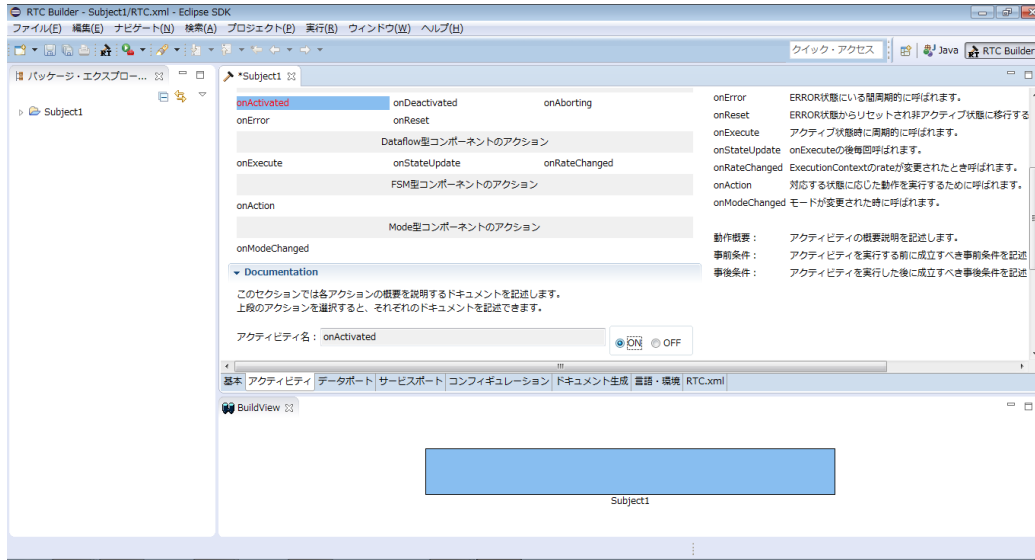 RTC Builder - Subject1/RTC.xml - Eclipse SDK
ファイル(F) 編集(E) ナビゲート(N) 検索(A) プロジェクト(P) 実行(R) ウィンドウ(W) ヘルプ(H)
クイック・アクセス
Java
RTC Builder
パッケージ・エクスプロー...
Subject1
*Subject1
onActivated onDeactivated onAborting
onError onReset
Dataflow型コンポーネントのアクション
onExecute onStateUpdate onRateChanged
FSM型コンポーネントのアクション
onAction
Mode型コンポーネントのアクション
onModeChanged
Documentation
このセクションでは各アクションの概要を説明するドキュメントを記述します。
上段のアクションを選択すると、それぞれのドキュメントを記述できます。
アクティビティ名: onActivated
ON OFF
onError ERROR状態にいる間周期的に呼ばれます。
onReset ERROR状態からリセットされ非アクティブ状態に移行する
onExecute アクティブ状態時に周期的に呼ばれます。
onStateUpdate onExecuteの後毎回呼ばれます。
onRateChanged ExecutionContextのrateが変更されたとき呼ばれます。
onAction 対応する状態に応じた動作を実行するために呼ばれます。
onModeChanged モードが変更された時に呼ばれます。
動作概要: アクティビティの概要説明を記述します。
事前条件: アクティビティを実行する前に成立すべき事前条件を記述
事後条件: アクティビティを実行した後に成立すべき事後条件を記述
基本 アクティビティ データポート サービスポート コンフィギュレーション ドキュメント生成 言語・環境 RTC.xml
BuildView
Subject1